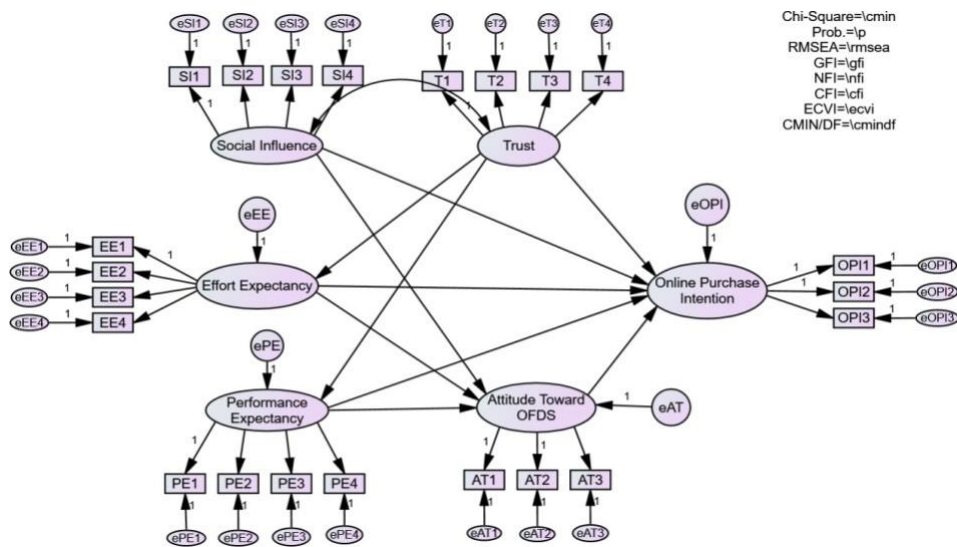 eSI1 eSI2 eSI3 eSI4
1 1 1 1
SI1 SI2 SI3 SI4
1
Social Influence
eT1 eT2 eT3 eT4
1 1 1 1
T1 T2 T3 T4
1
Trust
Chi-Square=\cmin
Prob.=\p
RMSEA=\rmsea
GFI=\gfi
NFI=\nfi
CFI=\cfi
ECVI=\ecvi
CMIN/DF=\cmindf
eEE
1
eEE1 1 EE1 1
eEE2 1 EE2
eEE3 1 EE3
eEE4 1 EE4
Effort Expectancy
eOPI
1
Online Purchase
Intention
1 OPI1 1 eOPI1
1 OPI2 1 eOPI2
1 OPI3 1 eOPI3
ePE
1
Performance
Expectancy
1
PE1 PE2 PE3 PE4
1 1 1 1
ePE1 ePE2 ePE3 ePE4
Attitude Toward
OFDS
1 eAT
1 1
AT1 AT2 AT3
1 1 1
eAT1 eAT2 eAT3